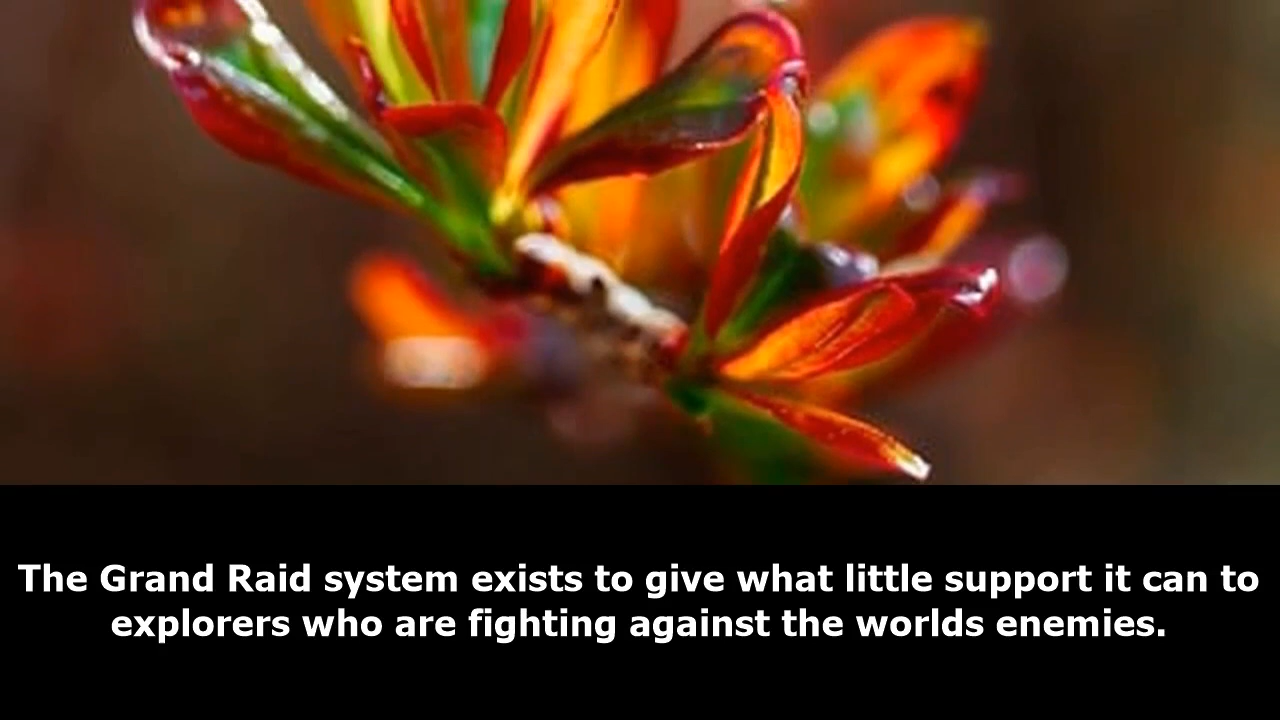 The Grand Raid system exists to give what little support it can to
explorers who are fighting against the worlds enemies.